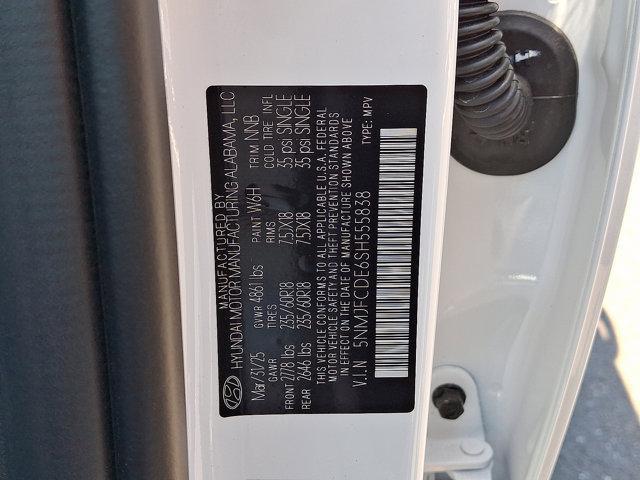 MANUFACTURED BY
HYUNDAI MOTOR MANUFACTURING ALABAMA, LLC
Mar/31/25 GVWR 4861 lbs PAINT W6H TRIM NNB
GAWR TIRES RIMS COLD TIRE INFL
FRONT 2778 lbs 235/60R18 7.5JX18 35 psi SINGLE
REAR 2646 lbs 235/60R18 7.5JX18 35 psi SINGLE
THIS VEHICLE CONFORMS TO ALL APPLICABLE U.S.A. FEDERAL
MOTOR VEHICLE SAFETY AND THEFT PREVENTION STANDARDS
IN EFFECT ON THE DATE OF MANUFACTURE SHOWN ABOVE
V.I.N 5NMJFCDE6SH555838 TYPE: MPV